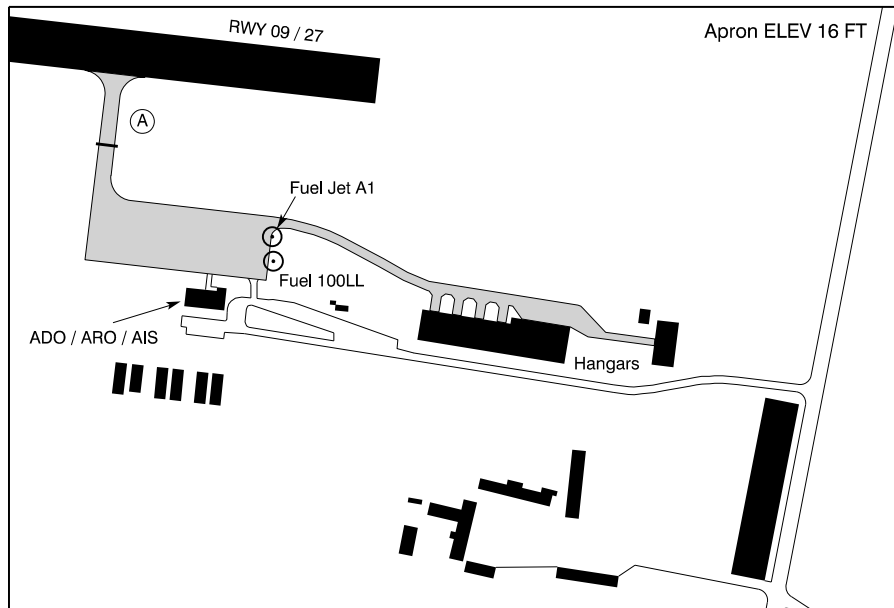 RWY 09 / 27
Apron ELEV 16 FT
A
Fuel Jet A1
Fuel 100LL
ADO / ARO / AIS
Hangars